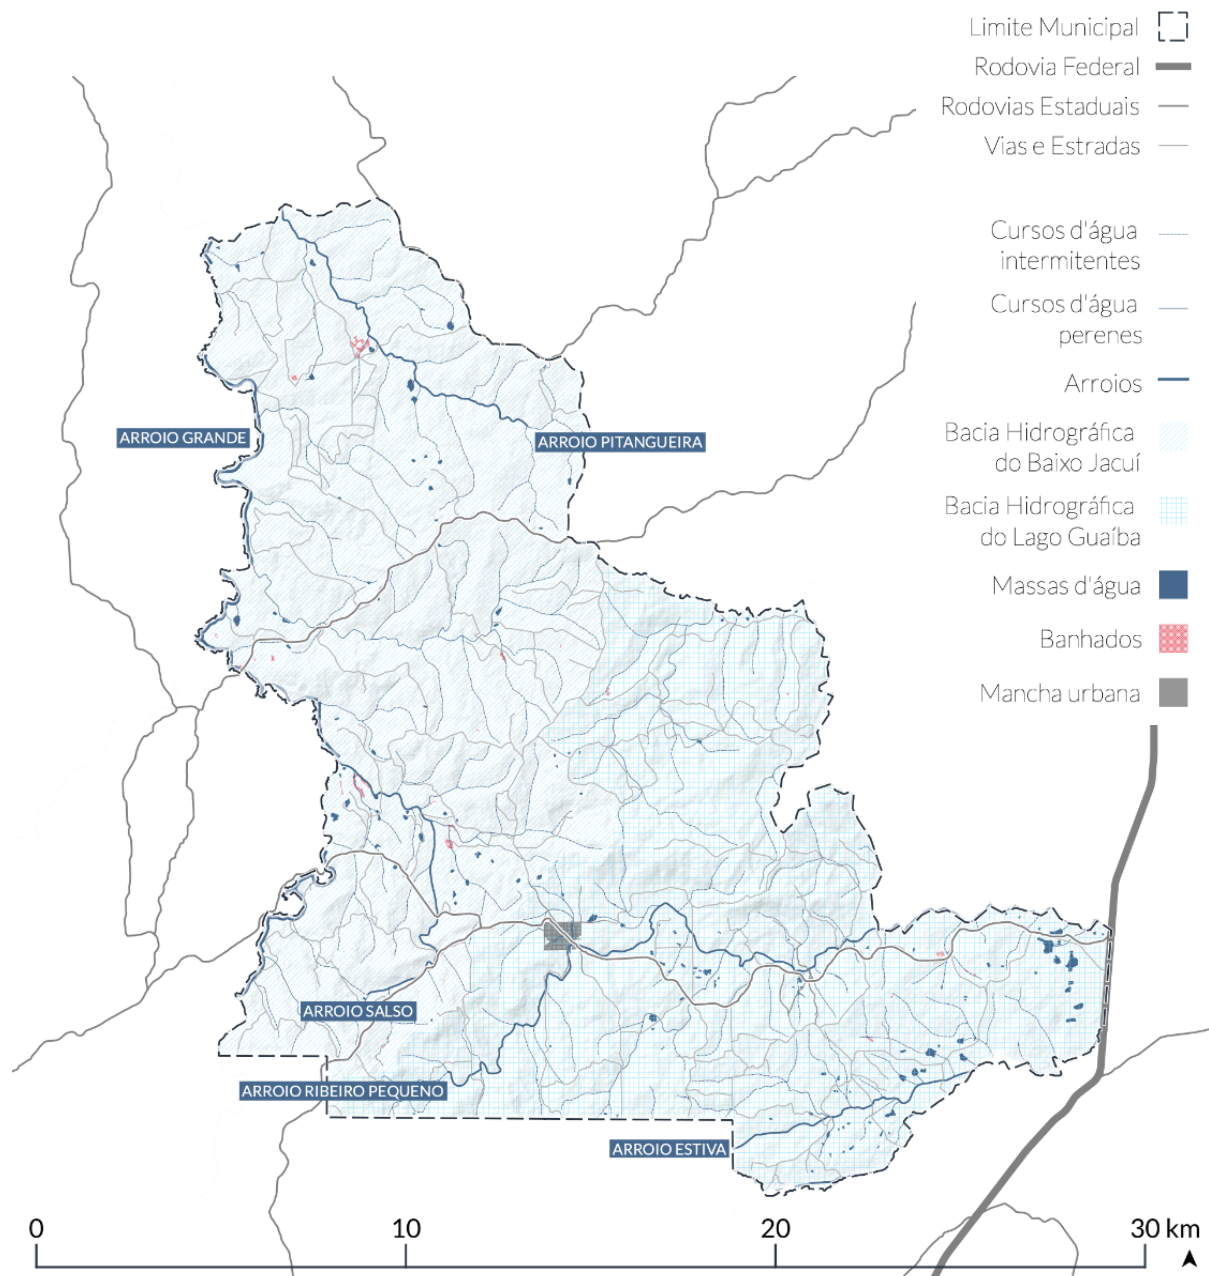 Limite Municipal
Rodovia Federal
Rodovias Estaduais
Vias e Estradas
Cursos d'água
intermitentes
Cursos d'água
perenes
Arroios
Bacia Hidrográfica
do Baixo Jacuí
Bacia Hidrográfica
do Lago Guaíba
Massas d'água
Banhados
Mancha urbana
ARROIO GRANDE
ARROIO PITANGUEIRA
ARROIO SALSO
ARROIO RIBEIRO PEQUENO
ARROIO ESTIVA
0 10 20 30 km